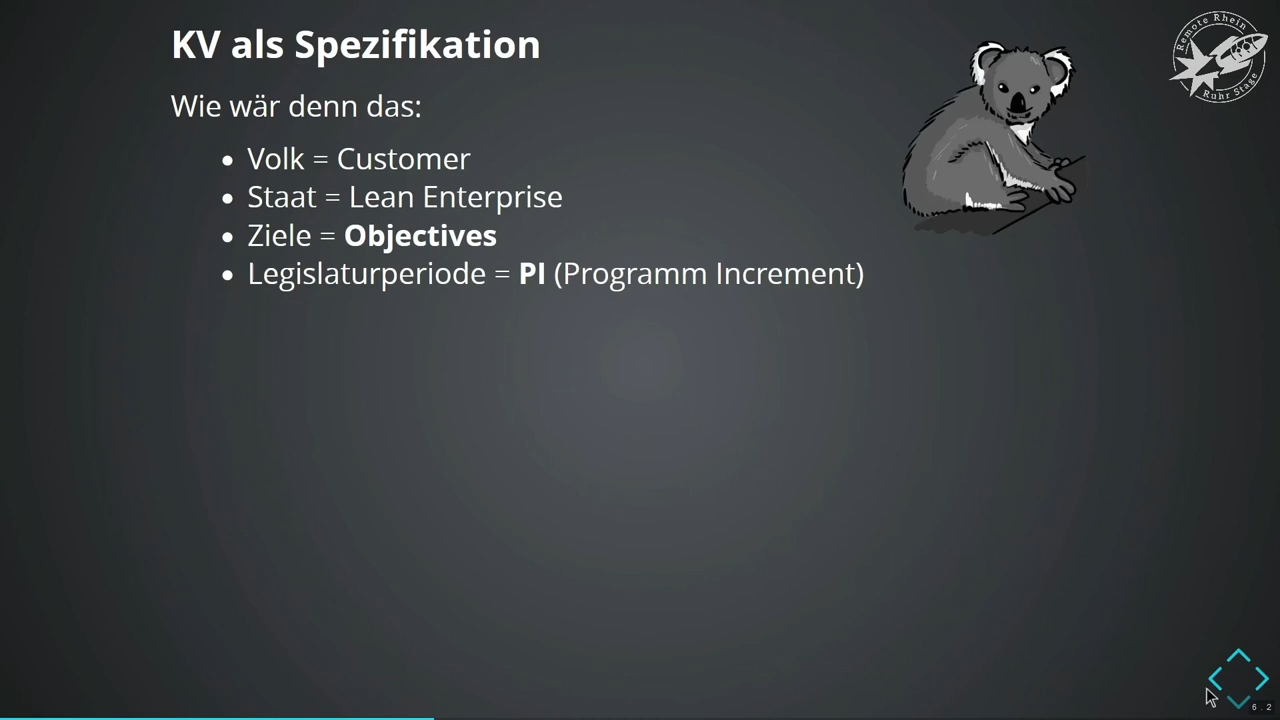 KV als Spezifikation
Wie wär denn das:
Volk = Customer
Staat = Lean Enterprise
Ziele = Objectives
Legislaturperiode = PI (Programm Increment)
Remote Rhein
Ruhr Stage
6.2